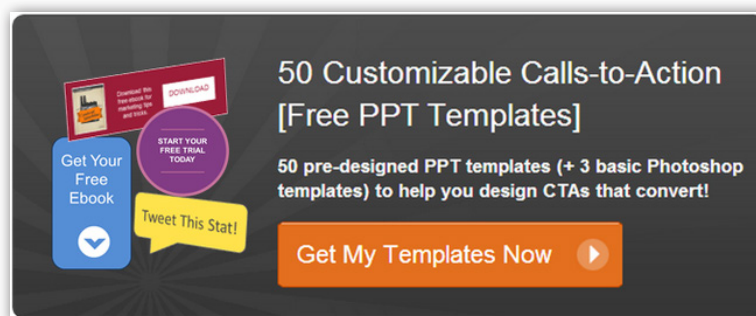 50 Customizable Calls-to-Action
[Free PPT Templates]
50 pre-designed PPT templates (+ 3 basic Photoshop
templates) to help you design CTAs that convert!
Get My Templates Now
Download this
free ebook for
marketing tips
and tricks.
DOWNLOAD
START YOUR
FREE TRIAL
TODAY
Get Your
Free
Ebook
Tweet This Stat!